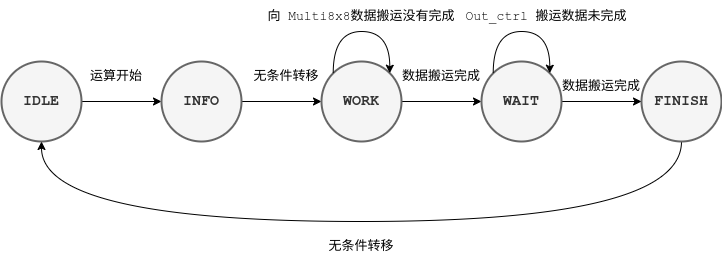 向 Multi8x8数据搬运没有完成
Out_ctrl 搬运数据未完成
运算开始
无条件转移
数据搬运完成
数据搬运完成
IDLE
INFO
WORK
WAIT
FINISH
无条件转移